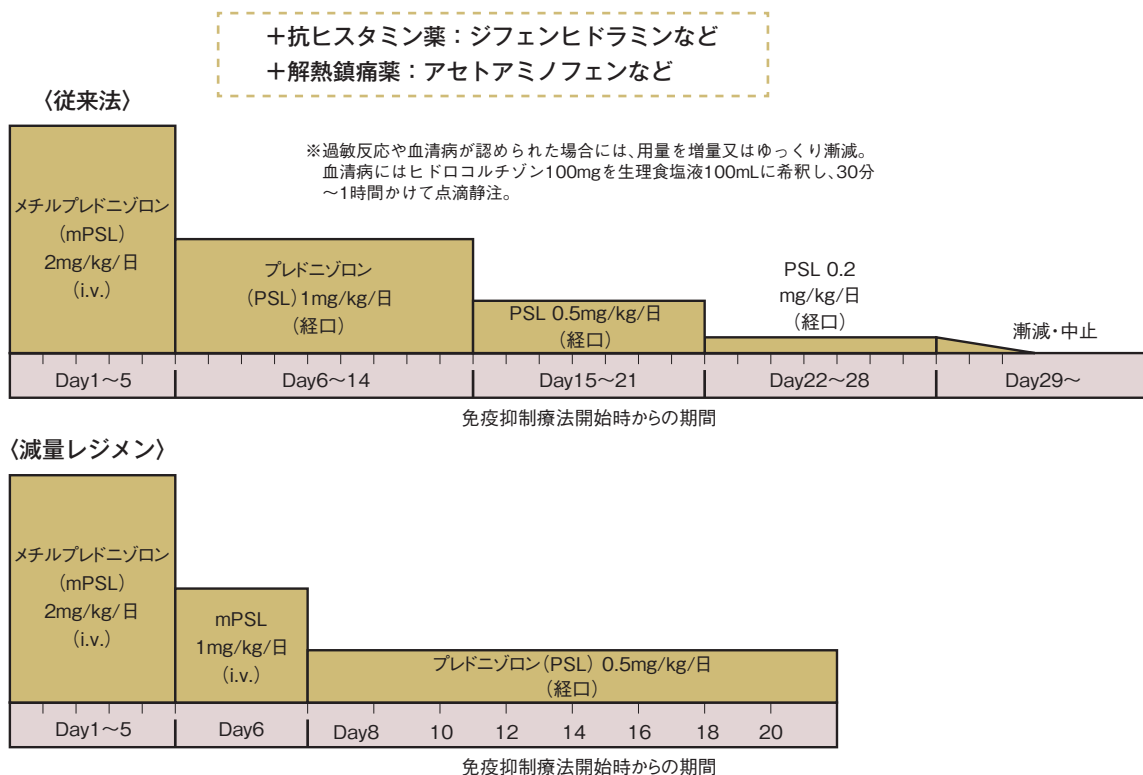 +抗ヒスタミン薬：ジフェンヒドラミンなど
+解熱鎮痛薬：アセトアミノフェンなど
〈従来法〉
※過敏反応や血清病が認められた場合には、用量を増量又はゆっくり漸減。
血清病にはヒドロコルチゾン100mgを生理食塩液100mLに希釈し、30分
～1時間かけて点滴静注。
メチルプレドニゾロン
(mPSL)
2mg/kg/日
(i.v.)
プレドニゾロン
(PSL)1mg/kg/日
(経口)
PSL 0.5mg/kg/日
(経口)
PSL 0.2
mg/kg/日
(経口)
漸減・中止
Day1～5
Day6～14
Day15～21
Day22～28
Day29～
免疫抑制療法開始時からの期間
〈減量レジメン〉
メチルプレドニゾロン
(mPSL)
2mg/kg/日
(i.v.)
mPSL
1mg/kg/日
(i.v.)
プレドニゾロン(PSL) 0.5mg/kg/日
(経口)
Day1～5
Day6
Day8
10
12
14
16
18
20
免疫抑制療法開始時からの期間